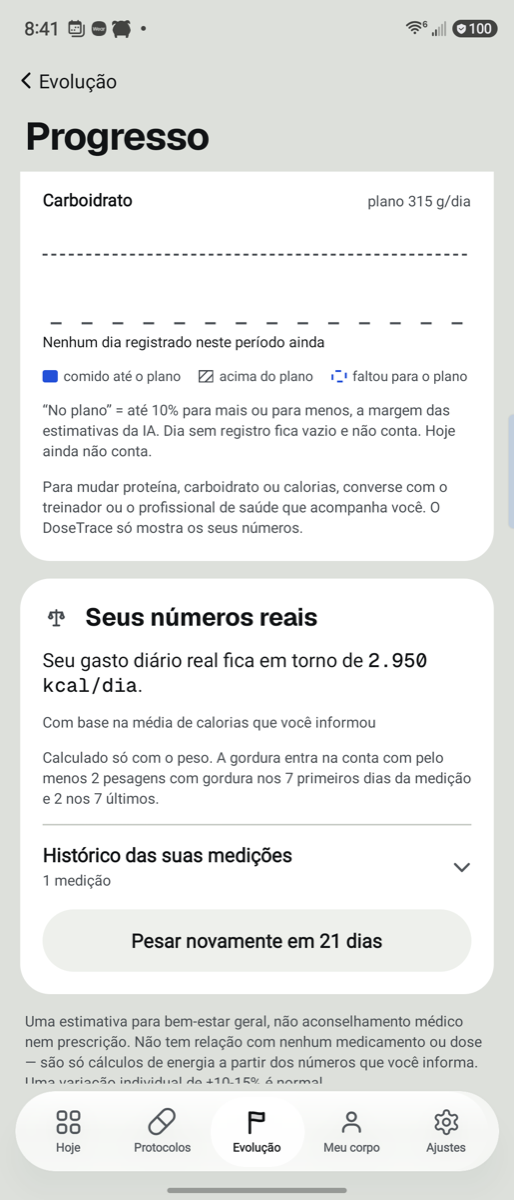 8:41
6
100
Evolução
Progresso
Carboidrato
plano 315 g/dia
Nenhum dia registrado neste período ainda
comido até o plano
acima do plano
faltou para o plano
“No plano” = até 10% para mais ou para menos, a margem das
estimativas da IA. Dia sem registro fica vazio e não conta. Hoje
ainda não conta.
Para mudar proteína, carboidrato ou calorias, converse com o
treinador ou o profissional de saúde que acompanha você. O
DoseTrace só mostra os seus números.
Seus números reais
Seu gasto diário real fica em torno de 2.950
kcal/dia.
Com base na média de calorias que você informou
Calculado só com o peso. A gordura entra na conta com pelo
menos 2 pesagens com gordura nos 7 primeiros dias da medição
e 2 nos 7 últimos.
Histórico das suas medições
1 medição
Pesar novamente em 21 dias
Uma estimativa para bem-estar geral, não aconselhamento médico
nem prescrição. Não tem relação com nenhum medicamento ou dose
— são só cálculos de energia a partir dos números que você informa.
Uma variação individual de ±10-15% é normal.
Hoje
Protocolos
Evolução
Meu corpo
Ajustes